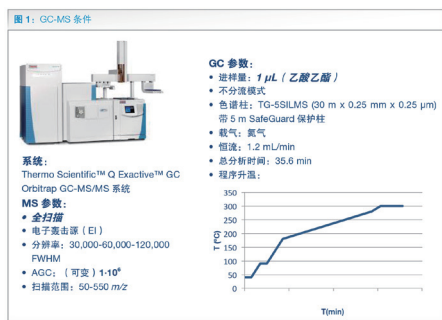 图 1：GC-MS 条件
系统：
Thermo Scientific™ Q Exactive™ GC
Orbitrap GC-MS/MS 系统
MS 参数：
• 全扫描
• 电子轰击源（EI）
• 分辨率：30,000-60,000-120,000
FWHM
• AGC：（可变）1·10⁶
• 扫描范围：50-550 m/z
GC 参数：
• 进样量：1 μL（乙酸乙酯）
• 不分流模式
• 色谱柱：TG-5SILMS (30 m x 0.25 mm x 0.25 μm)
带 5 m SafeGuard 保护柱
• 载气：氦气
• 恒流：1.2 mL/min
• 总分析时间：35.6 min
• 程序升温：
350
300
250
200
150
100
50
0
T (°C)
T(min)